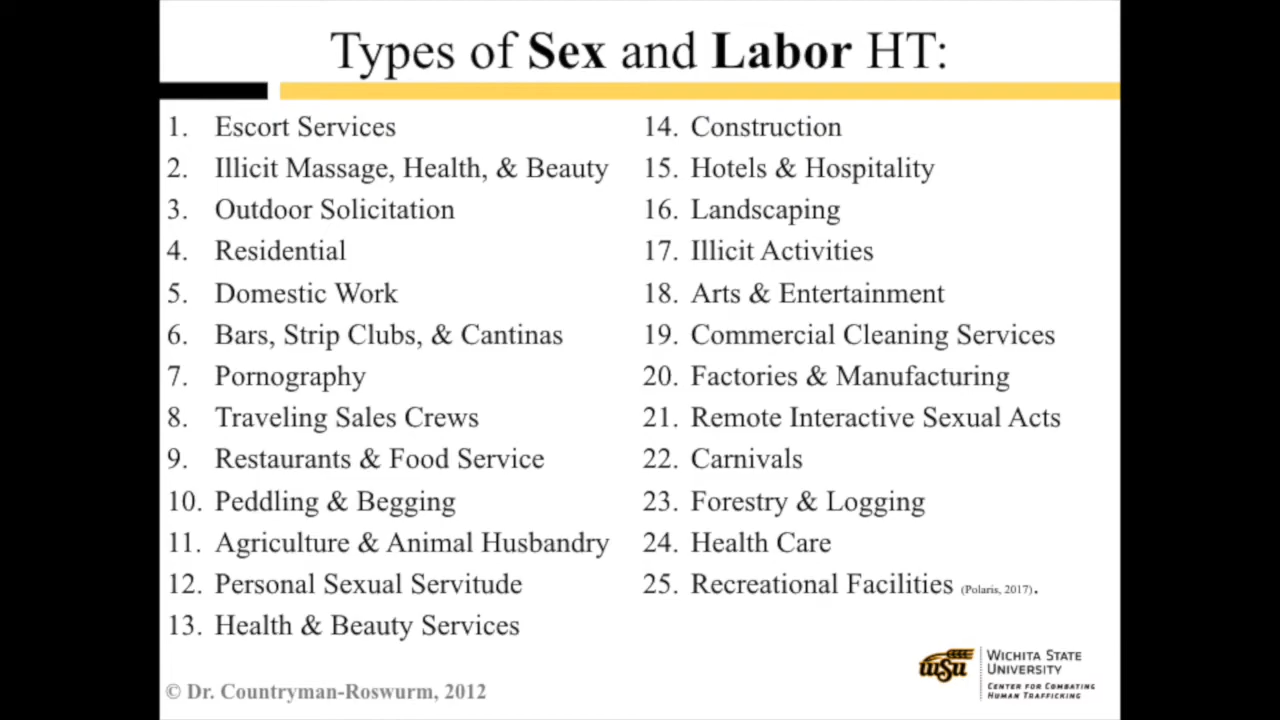 Types of Sex and Labor HT:
1. Escort Services
2. Illicit Massage, Health, & Beauty
3. Outdoor Solicitation
4. Residential
5. Domestic Work
6. Bars, Strip Clubs, & Cantinas
7. Pornography
8. Traveling Sales Crews
9. Restaurants & Food Service
10. Peddling & Begging
11. Agriculture & Animal Husbandry
12. Personal Sexual Servitude
13. Health & Beauty Services
14. Construction
15. Hotels & Hospitality
16. Landscaping
17. Illicit Activities
18. Arts & Entertainment
19. Commercial Cleaning Services
20. Factories & Manufacturing
21. Remote Interactive Sexual Acts
22. Carnivals
23. Forestry & Logging
24. Health Care
25. Recreational Facilities (Polaris, 2017).
© Dr. Countryman-Roswurm, 2012
WSU
WICHITA STATE
UNIVERSITY
CENTER FOR COMBATING
HUMAN TRAFFICKING